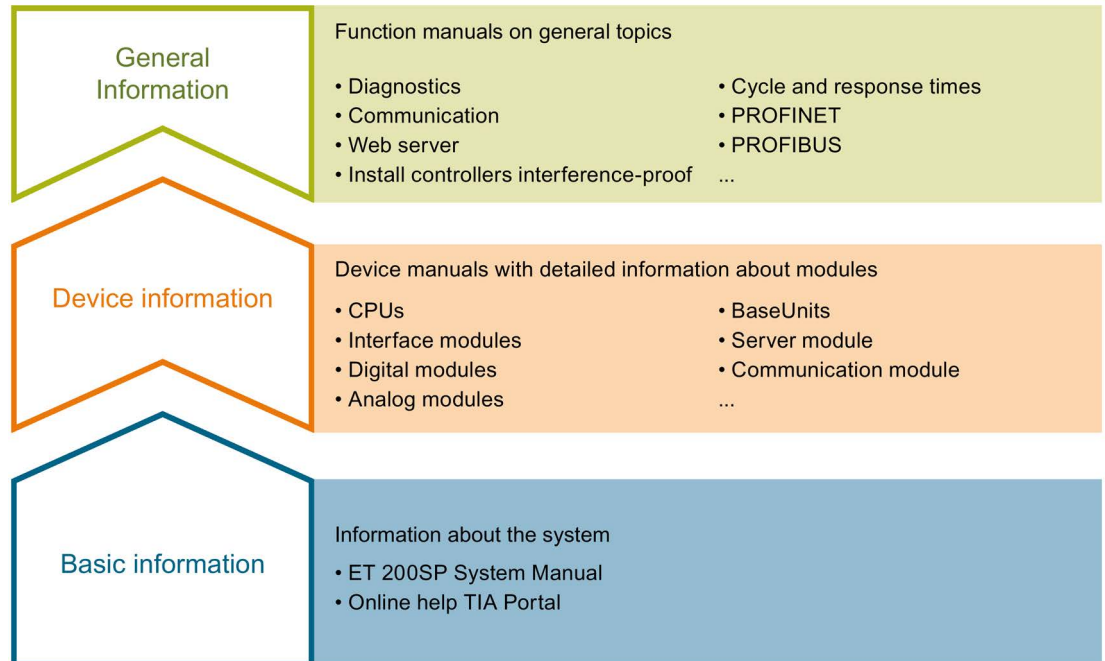 General
Information
Function manuals on general topics
• Diagnostics
• Communication
• Web server
• Install controllers interference-proof
• Cycle and response times
• PROFINET
• PROFIBUS
...
Device information
Device manuals with detailed information about modules
• CPUs
• Interface modules
• Digital modules
• Analog modules
• BaseUnits
• Server module
• Communication module
...
Basic information
Information about the system
• ET 200SP System Manual
• Online help TIA Portal